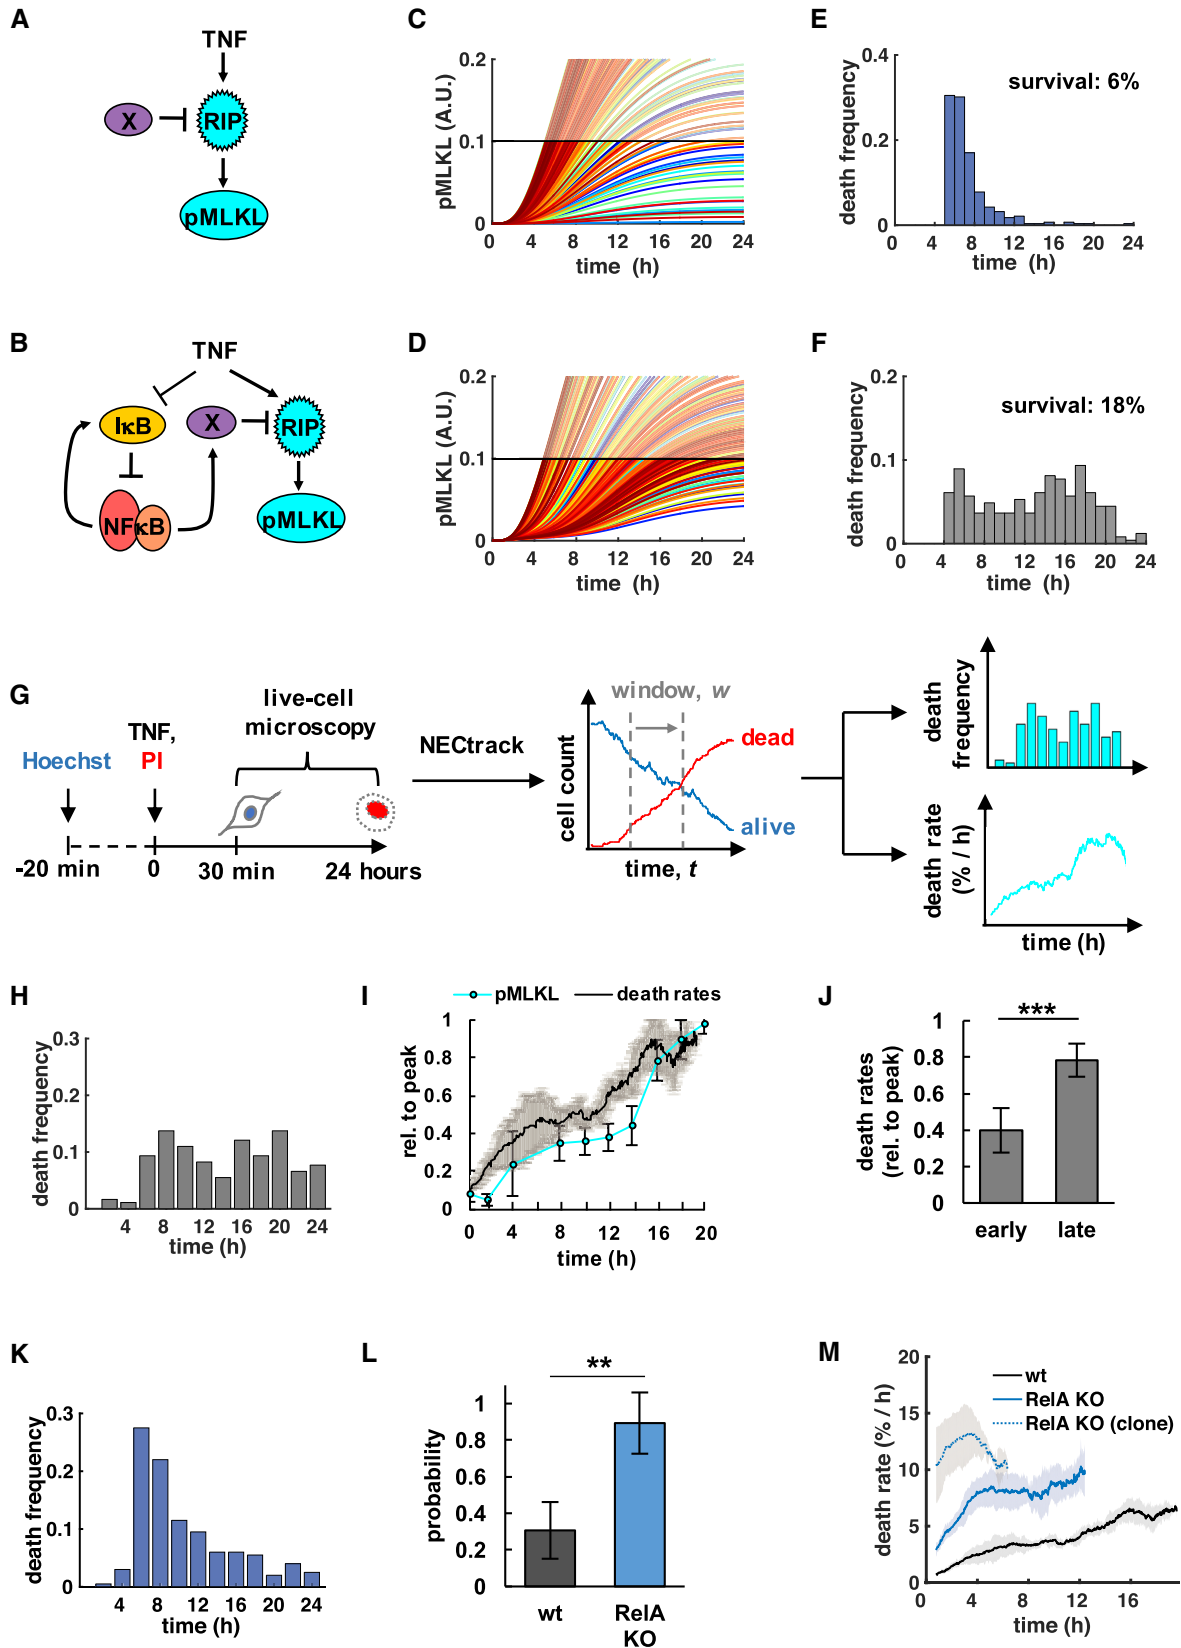 A
TNF
X
RIP
pMLKL
B
TNF
IκB
X
RIP
NFκB
pMLKL
C
pMLKL (A.U.)
0.2
0.1
0
0 4 8 12 16 20 24
time (h)
D
pMLKL (A.U.)
0.2
0.1
0
0 4 8 12 16 20 24
time (h)
E
death frequency
0.4
0.2
0
survival: 6%
0 4 8 12 16 20 24
time (h)
F
death frequency
0.2
0.1
0
survival: 18%
0 4 8 12 16 20 24
time (h)
G
live-cell
microscopy
TNF,
Hoechst
PI
-20 min
0
30 min
24 hours
NECtrack
window, w
cell count
dead
alive
time, t
death
frequency
death rate
(% / h)
time (h)
H
death frequency
0.3
0.2
0.1
0
4 8 12 16 20 24
time (h)
I
pMLKL
death rates
rel. to peak
1
0.8
0.6
0.4
0.2
0
0 4 8 12 16 20
time (h)
J
death rates
(rel. to peak)
1
0.8
0.6
0.4
0.2
0
***
early
late
K
death frequency
0.3
0.2
0.1
0
4 8 12 16 20 24
time (h)
L
probability
1
0.8
0.6
0.4
0.2
0
**
wt
RelA
KO
M
death rate (% / h)
20
15
10
5
0
wt
RelA KO
RelA KO (clone)
0 4 8 12 16
time (h)